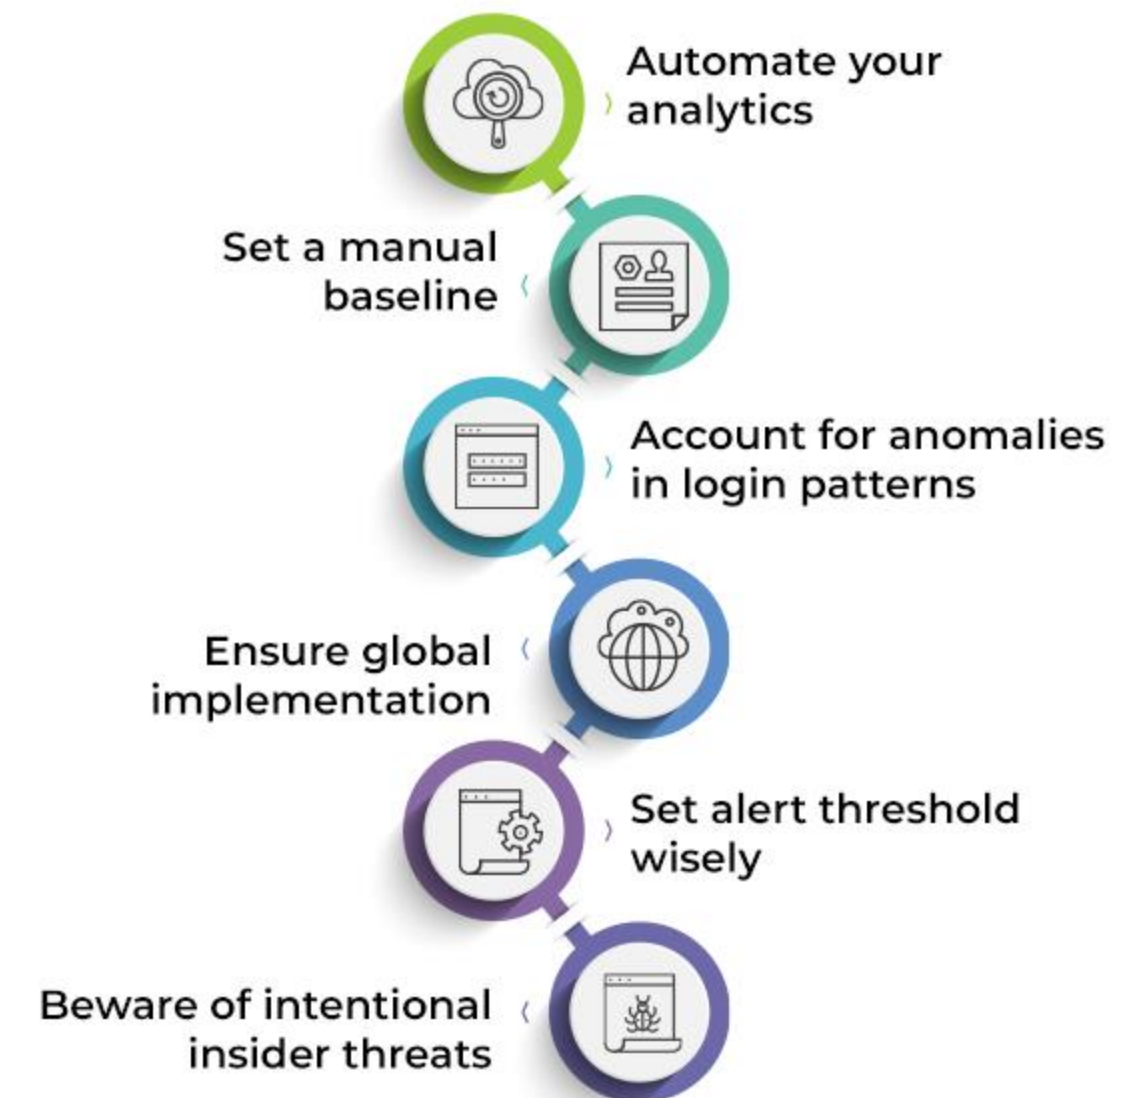 Automate your
analytics
Set a manual
baseline
Account for anomalies
in login patterns
Ensure global
implementation
Set alert threshold
wisely
Beware of intentional
insider threats